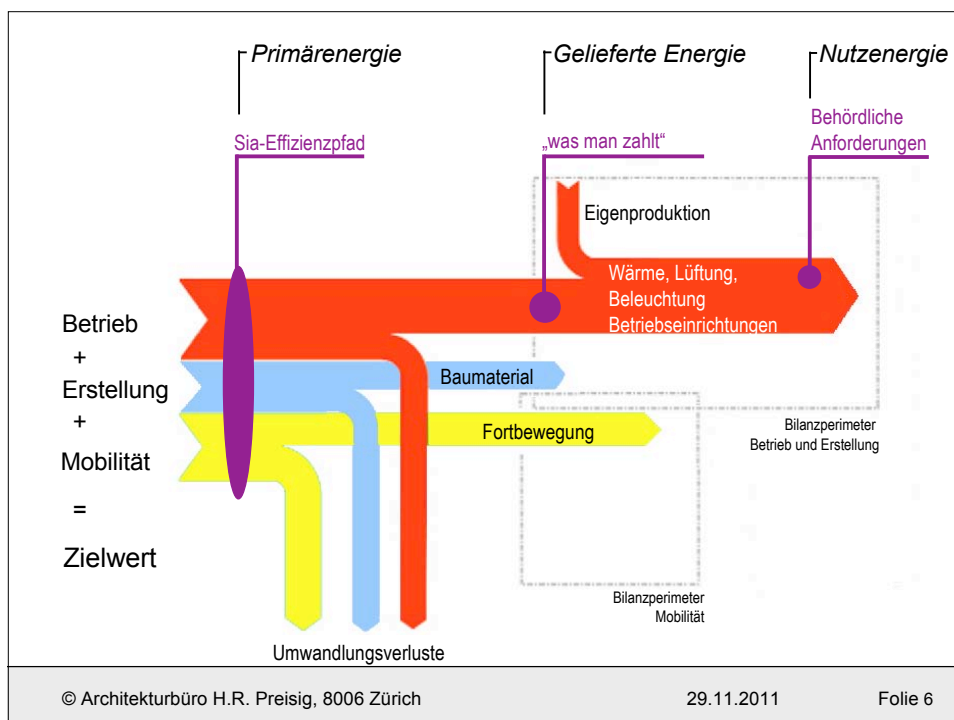 Primärenergie
Gelieferte Energie
Nutzenergie
Sia-Effizienzpfad
„was man zahlt“
Behördliche
Anforderungen
Eigenproduktion
Wärme, Lüftung,
Beleuchtung
Betriebseinrichtungen
Betrieb
+
Erstellung
+
Mobilität
=
Zielwert
Baumaterial
Fortbewegung
Bilanzperimeter
Betrieb und Erstellung
Bilanzperimeter
Mobilität
Umwandlungsverluste
© Architekturbüro H.R. Preisig, 8006 Zürich 29.11.2011 Folie 6